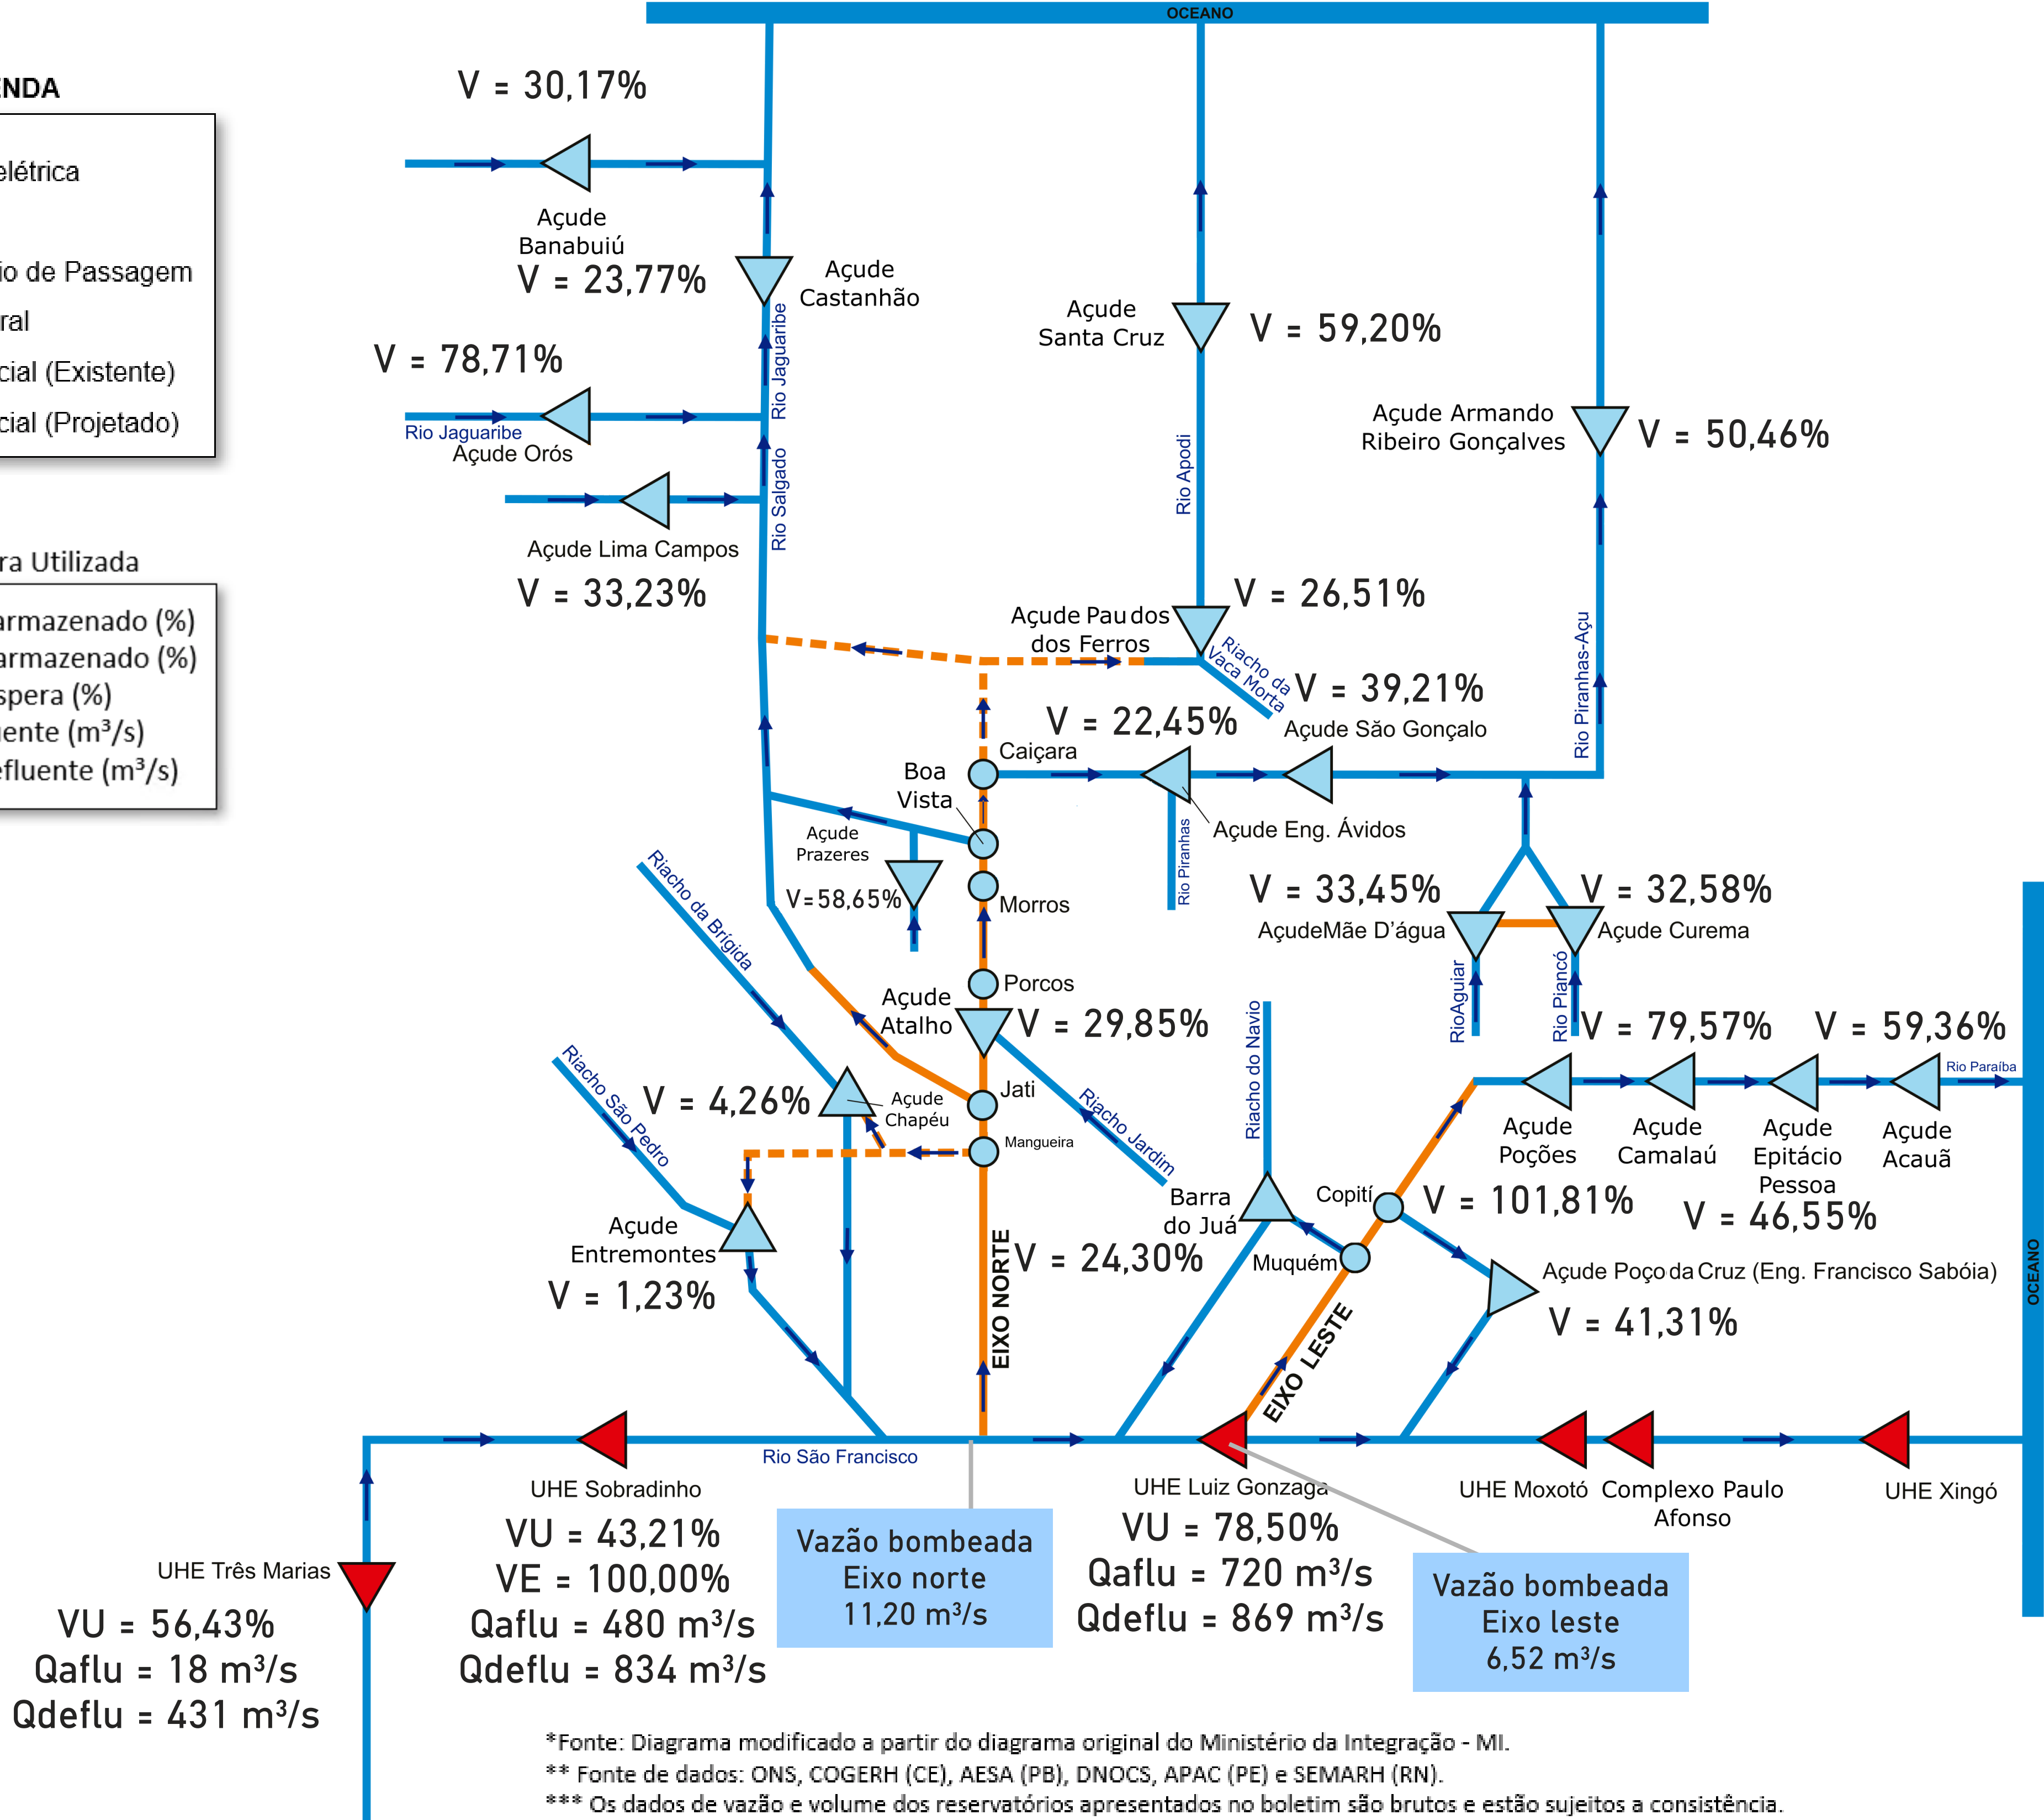 OCEANO
V = 30,17%
ENDA
elétrica
io de Passagem
ral
cial (Existente)
cial (Projetado)
Açude
Banabuiú
V = 23,77%
Açude
Castanhão
Rio Jaguaribe
V = 78,71%
Rio Jaguaribe
Açude Orós
Rio Salgado
Açude Lima Campos
V = 33,23%
Açude
Santa Cruz
V = 59,20%
Rio Apodi
Açude Armando
Ribeiro Gonçalves
V = 50,46%
ra Utilizada
armazenado (%)
armazenado (%)
spera (%)
uente (m³/s)
efluente (m³/s)
Açude Pau dos
dos Ferros
V = 26,51%
Riacho da
Vaca Morta
V = 39,21%
Açude São Gonçalo
V = 22,45%
Rio Piranhas-Açu
Caiçara
Boa
Vista
Açude Eng. Ávidos
Rio Piranhas
Açude
Prazeres
V= 58,65%
Morros
Riacho da Brígida
V = 33,45%
AçudeMãe D'água
V = 32,58%
Açude Curema
RioAguiar
Rio Piancó
Porcos
Açude
Atalho
V = 29,85%
Riacho do Navio
V = 79,57%
V = 59,36%
Rio Paraíba
Riacho São Pedro
V = 4,26%
Açude
Chapéu
Jati
Mangueira
Riacho Jardim
Açude
Poções
Açude
Camalaú
Açude
Epitácio
Pessoa
Açude
Acauã
Barra
do Juá
Copití
V = 101,81%
V = 46,55%
Açude
Entremontes
V = 1,23%
EIXO NORTE
V = 24,30%
Muquém
Açude Poço da Cruz (Eng. Francisco Sabóia)
V = 41,31%
EIXO LESTE
OCEANO
Rio São Francisco
UHE Sobradinho
VU = 43,21%
VE = 100,00%
Qaflu = 480 m³/s
Qdeflu = 834 m³/s
Vazão bombeada
Eixo norte
11,20 m³/s
UHE Luiz Gonzaga
VU = 78,50%
Qaflu = 720 m³/s
Qdeflu = 869 m³/s
UHE Moxotó
Complexo Paulo
Afonso
UHE Xingó
Vazão bombeada
Eixo leste
6,52 m³/s
UHE Três Marias
VU = 56,43%
Qaflu = 18 m³/s
Qdeflu = 431 m³/s
*Fonte: Diagrama modificado a partir do diagrama original do Ministério da Integração - MI.
** Fonte de dados: ONS, COGERH (CE), AESA (PB), DNOCS, APAC (PE) e SEMARH (RN).
*** Os dados de vazão e volume dos reservatórios apresentados no boletim são brutos e estão sujeitos a consistência.